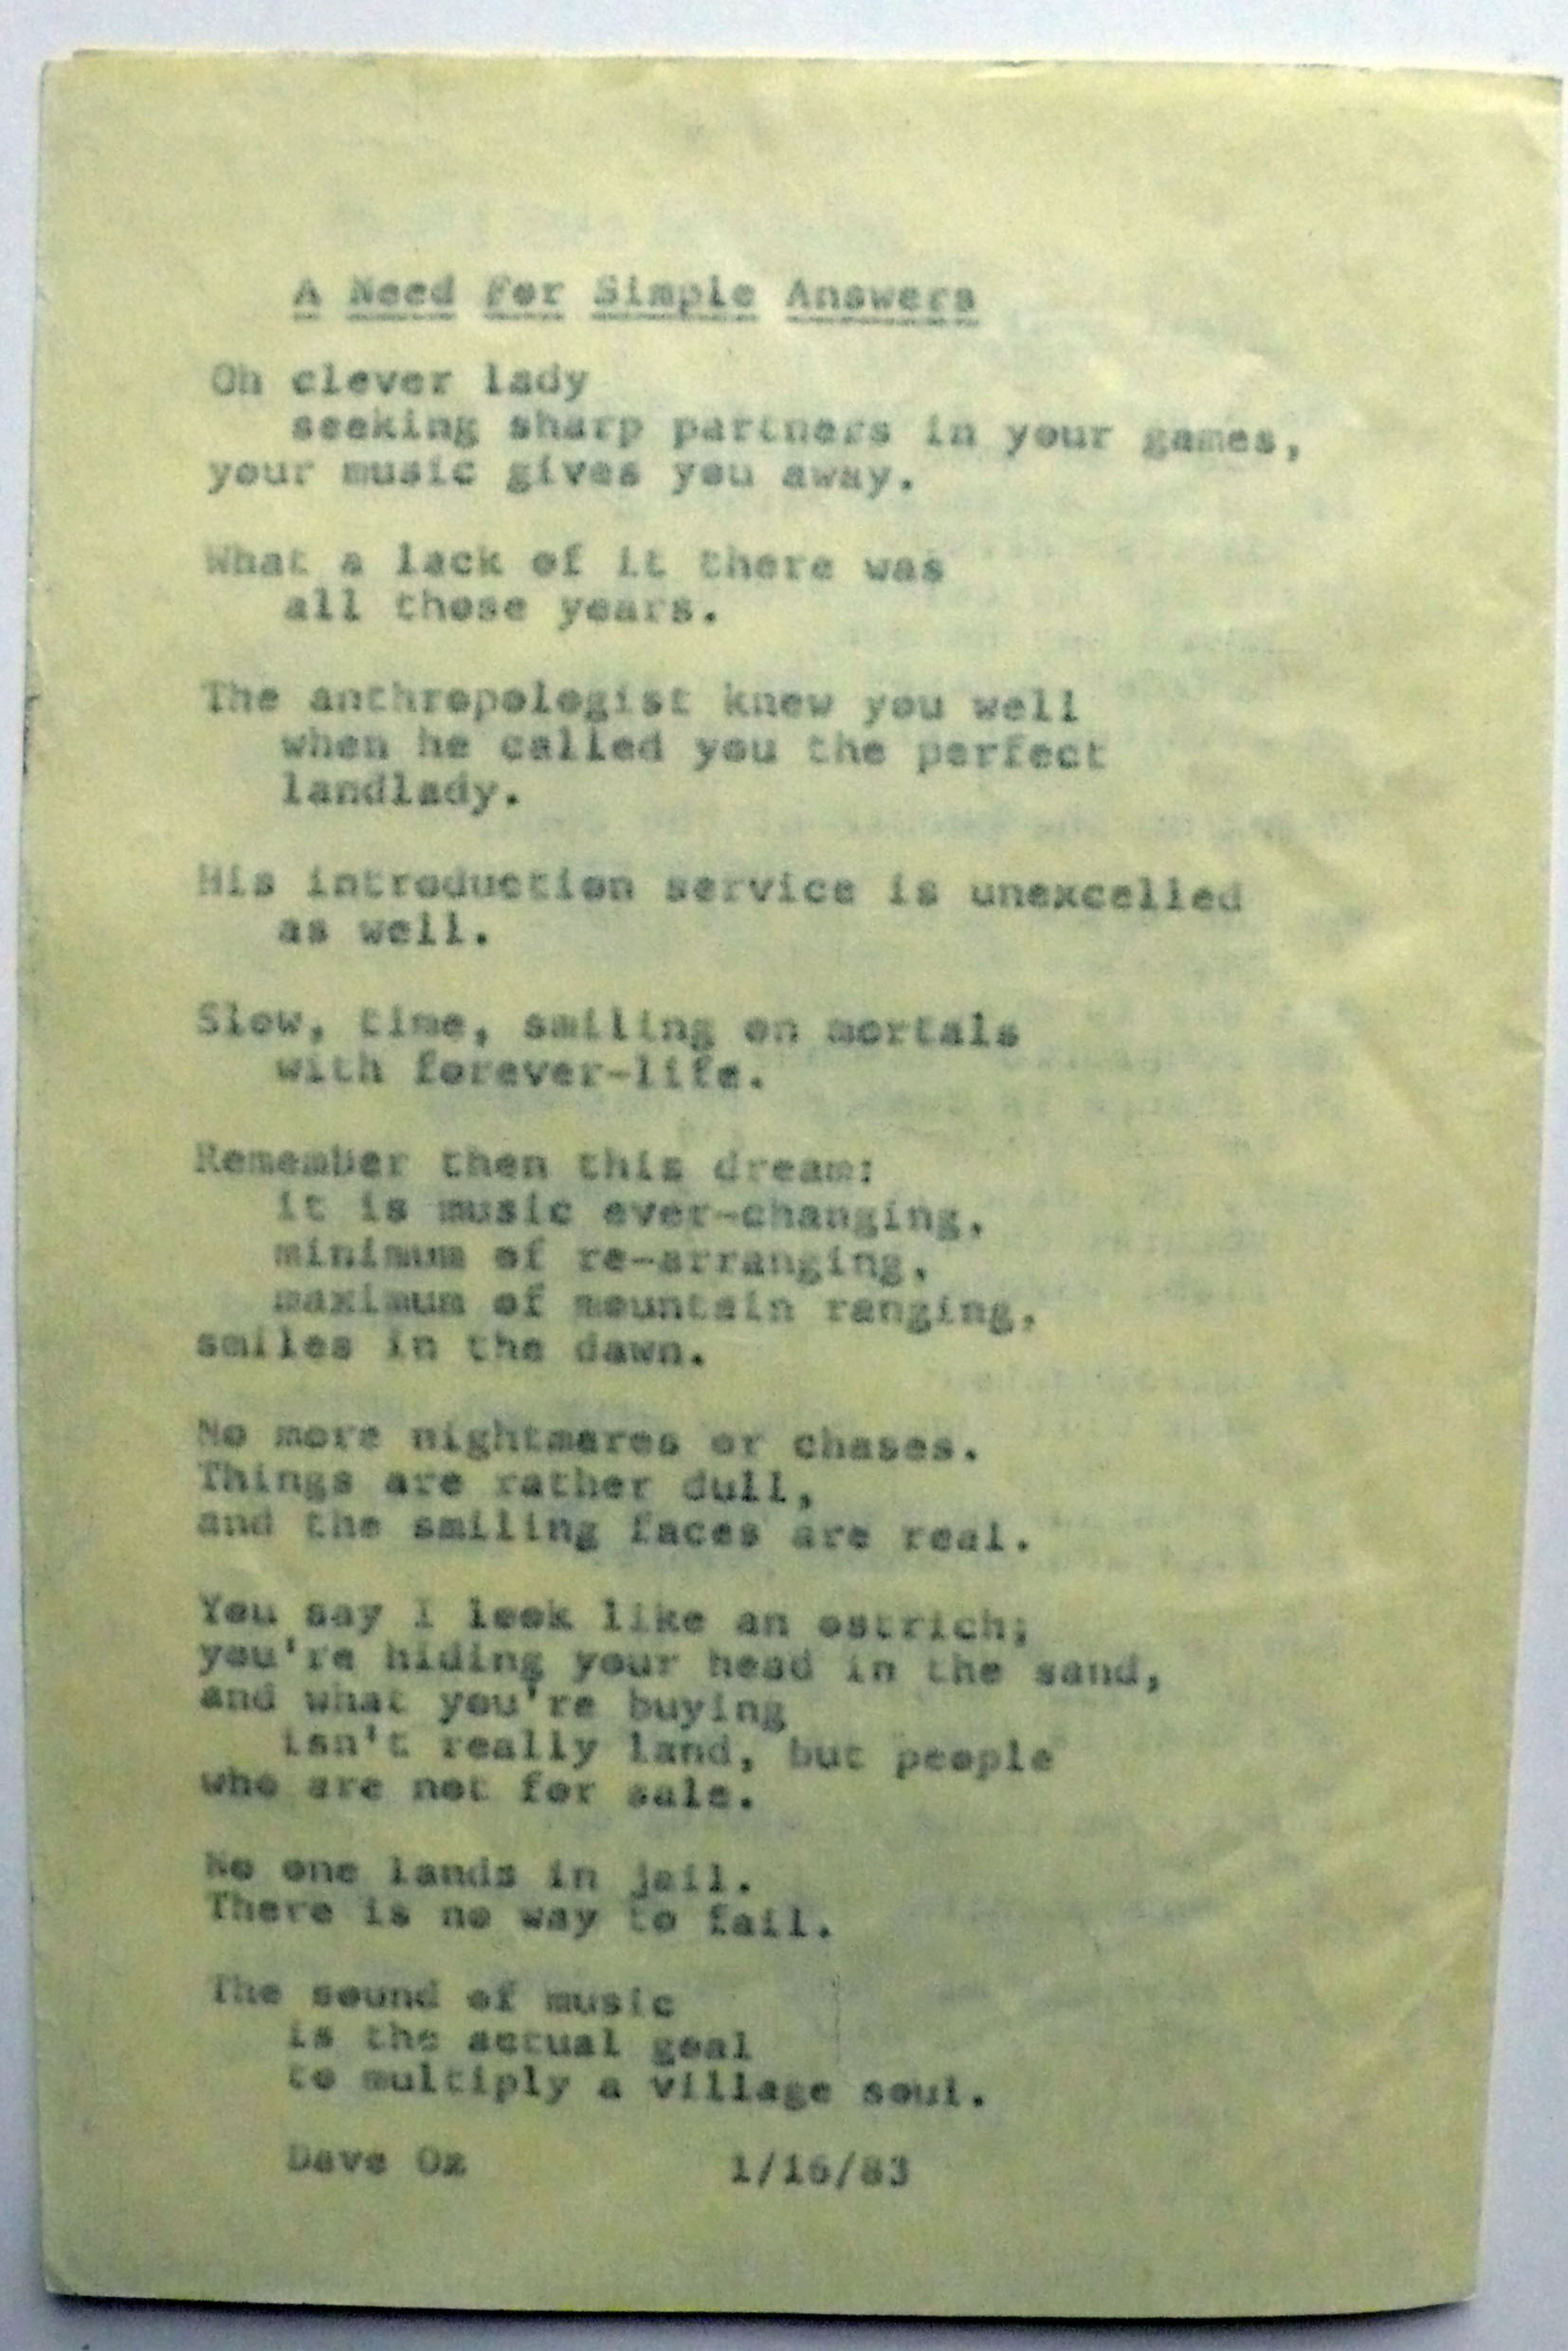 A Need For Simple Answers
Oh clever lady
seeking sharp partners in your games,
your music gives you away.
What a lack of it there was
all those years.
The anthropologist knew you well
when he called you the perfect
landlady.
His introduction service is unexcelled
as well.
Slow, time, smiling on mortals
with forever-life.
Remember then this dream:
it is music ever-changing,
minimum of re-arranging,
maximum of mountain ranging,
smiles in the dawn.
No more nightmares or chases.
Things are rather dull,
and the smiling faces are real.
You say I look like an ostrich;
you're hiding your head in the sand,
and what you're buying
isn't really land, but people
who are not for sale.
No one lands in jail.
There is no way to fail.
The sound of music
is the actual goal
to multiply a village soul.
Dave Oz 1/16/83